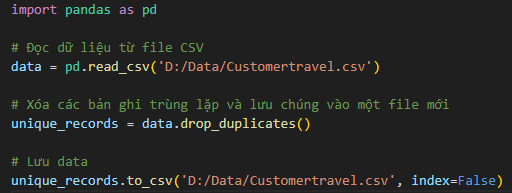 import pandas as pd
# Đọc dữ liệu từ file CSV
data = pd.read_csv('D:/Data/Customertravel.csv')
# Xóa các bản ghi trùng lặp và lưu chúng vào một file mới
unique_records = data.drop_duplicates()
# Lưu data
unique_records.to_csv('D:/Data/Customertravel.csv', index=False)